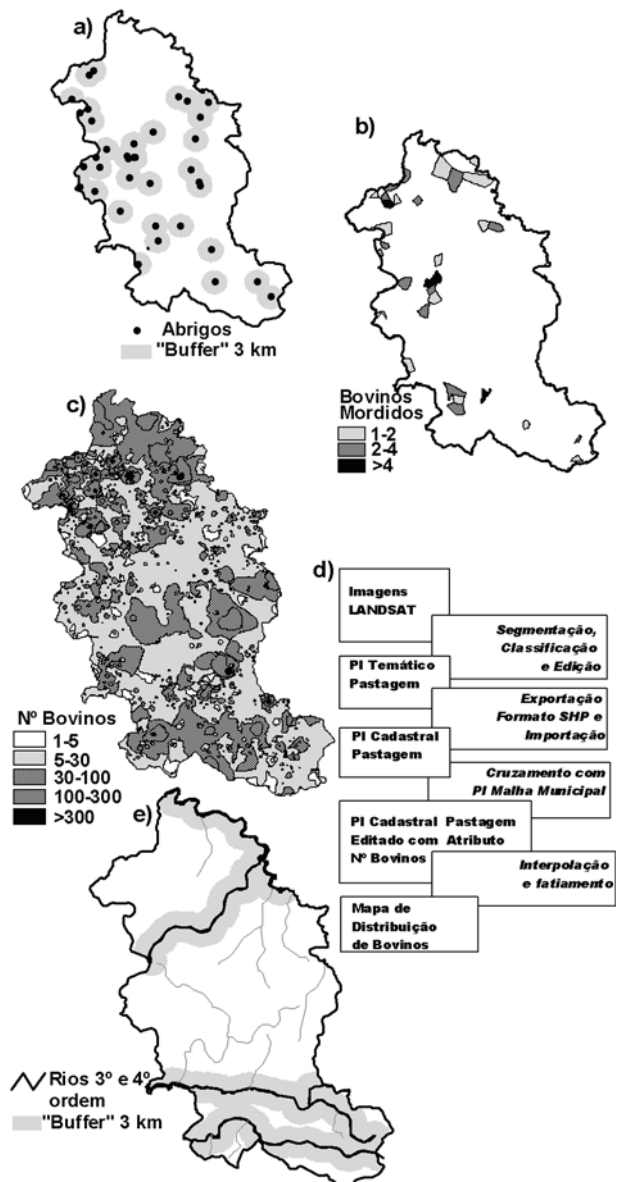 a)
Abrigos
"Buffer" 3 km
b)
Bovinos
Mordidos
1-2
2-4
>4
c)
Nº Bovinos
1-5
5-30
30-100
100-300
>300
d)
Imagens
LANDSAT
Segmentação,
Classificação
e Edição
PI Temático
Pastagem
Exportação
Formato SHP e
Importação
PI Cadastral
Pastagem
Cruzamento com
PI Malha Municipal
PI Cadastral Pastagem
Editado com Atributo
Nº Bovinos
Interpolação
e fatiamento
Mapa de
Distribuição
de Bovinos
e)
Rios 3º e 4º
ordem
"Buffer" 3 km